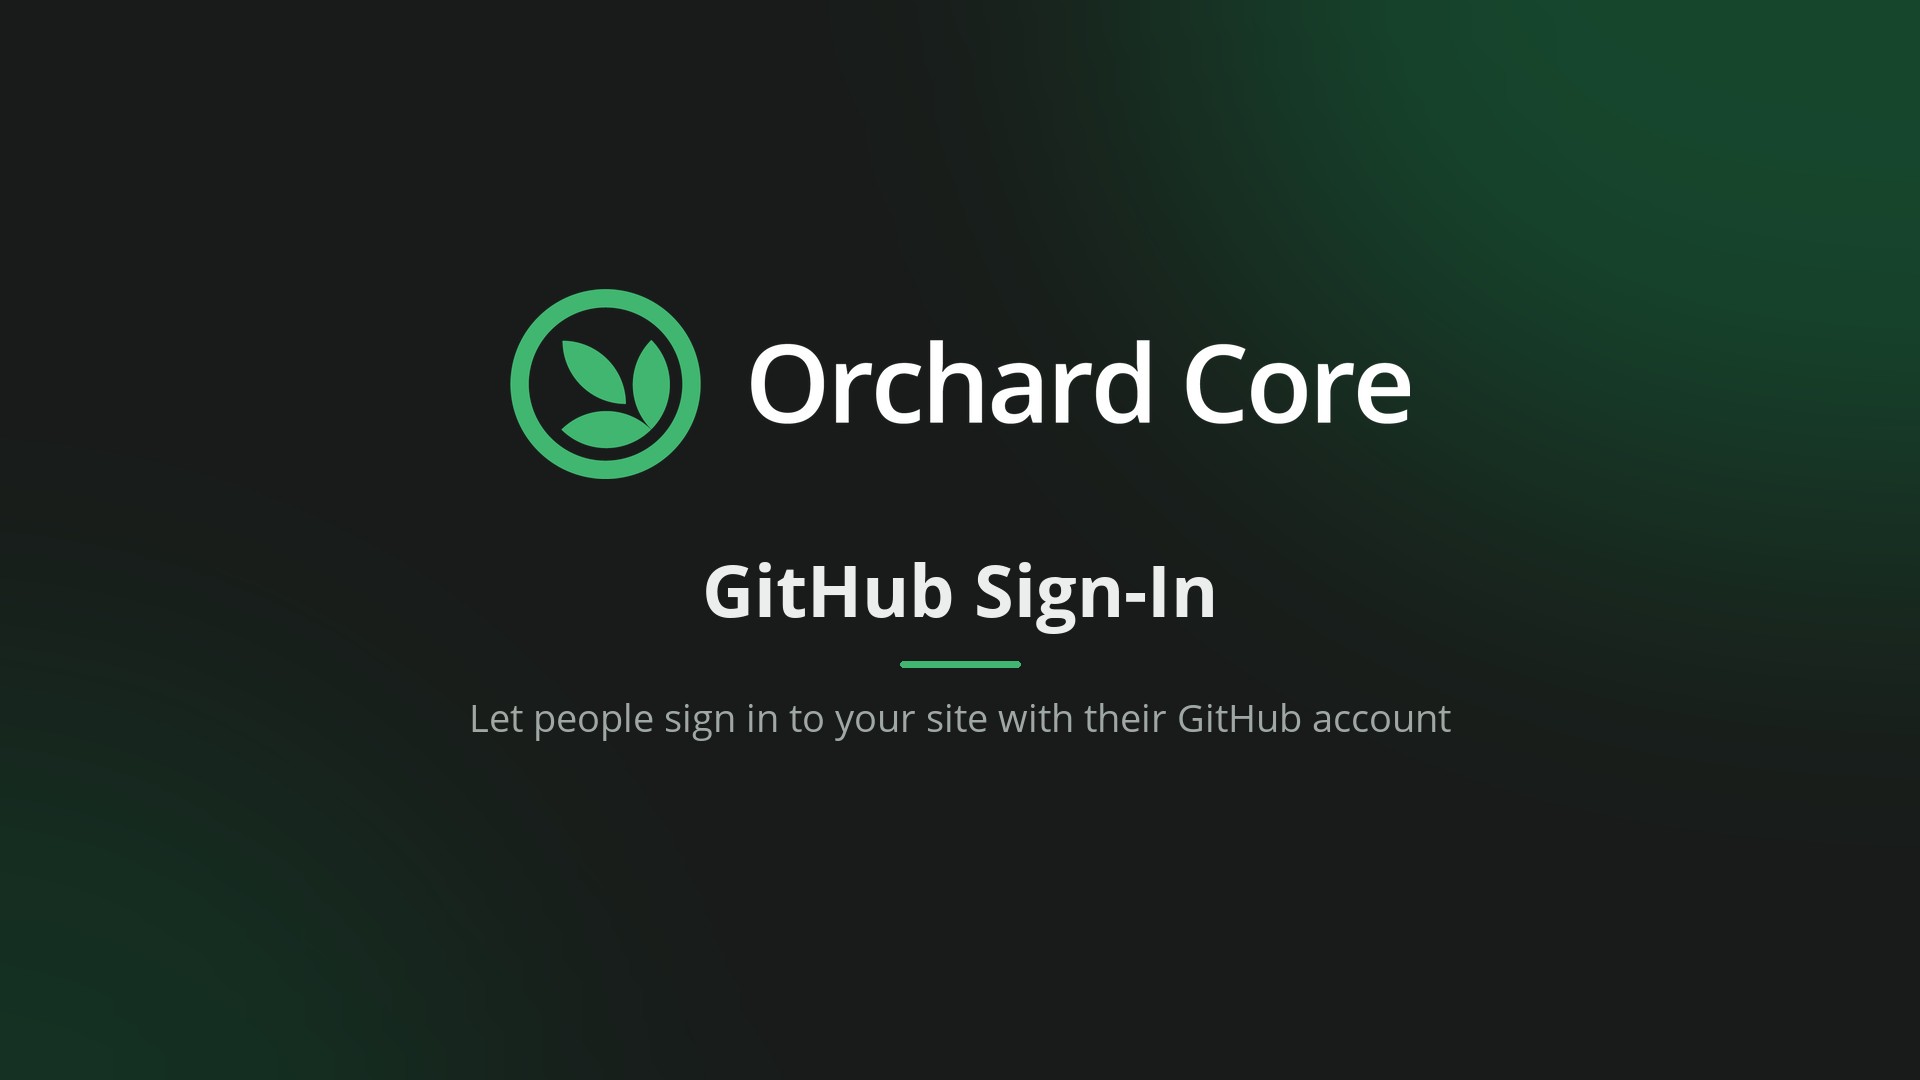 Orchard Core
GitHub Sign-In
Let people sign in to your site with their GitHub account